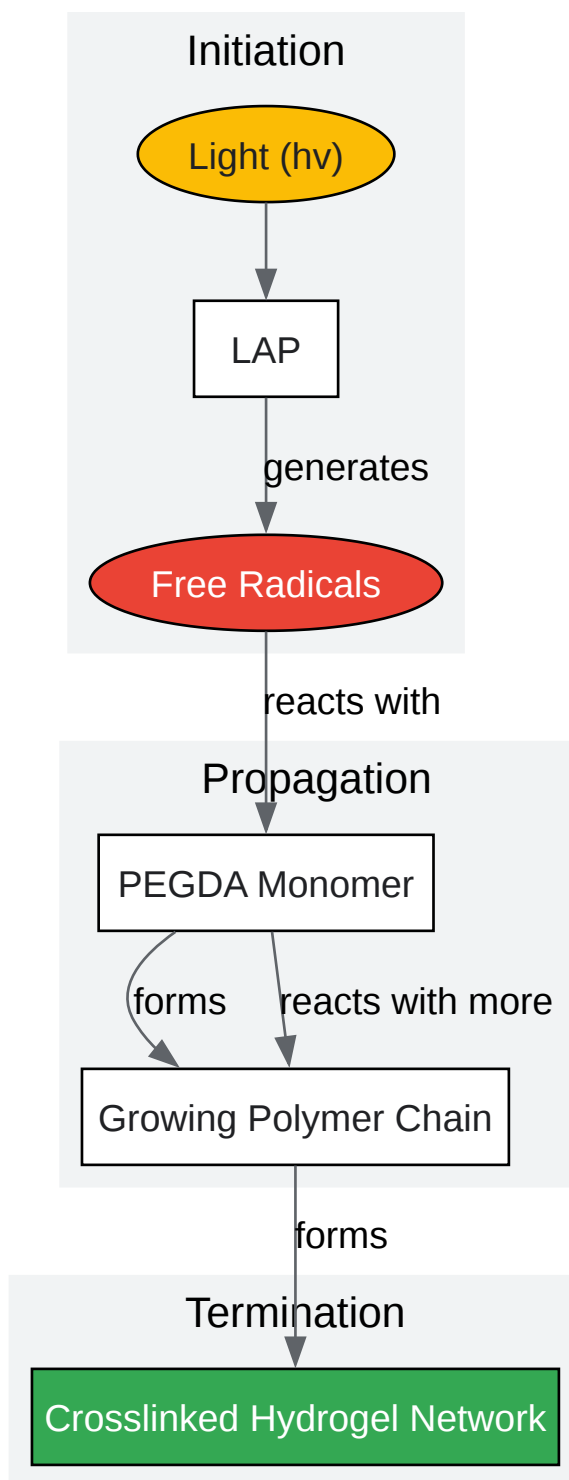 Initiation
Light (hv)
LAP
generates
Free Radicals
reacts with
Propagation
PEGDA Monomer
forms
reacts with more
Growing Polymer Chain
forms
Termination
Crosslinked Hydrogel Network